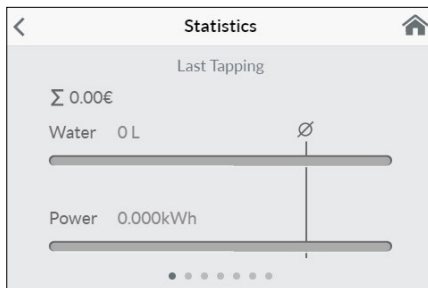 Statistics
Last Tapping
Σ 0.00€
Water 0 L Ø
Power 0.000kWh